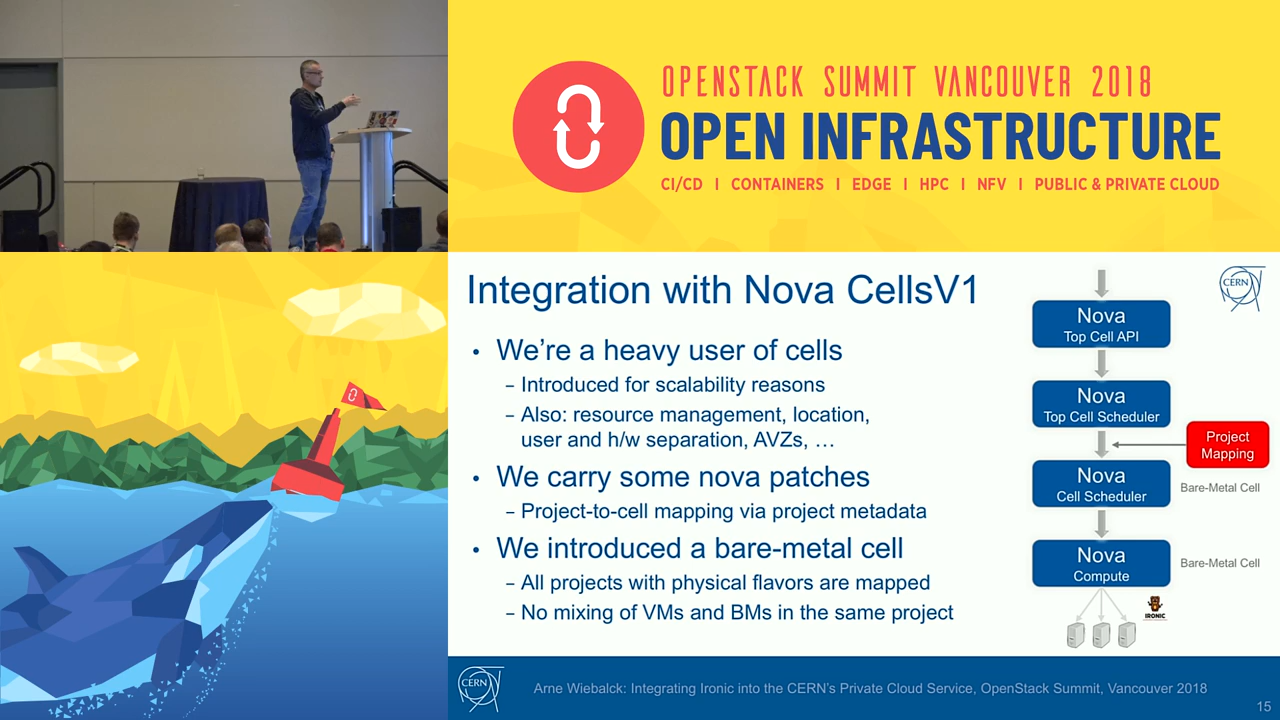 OPENSTACK SUMMIT VANCOUVER 2018
OPEN INFRASTRUCTURE
CI/CD I CONTAINERS I EDGE I HPC I NFV I PUBLIC & PRIVATE CLOUD
Integration with Nova CellsV1
• We're a heavy user of cells
– Introduced for scalability reasons
– Also: resource management, location,
user and h/w separation, AVZs, …
• We carry some nova patches
– Project-to-cell mapping via project metadata
• We introduced a bare-metal cell
– All projects with physical flavors are mapped
– No mixing of VMs and BMs in the same project
CERN
Nova
Top Cell API
Nova
Top Cell Scheduler
Project
Mapping
Nova
Cell Scheduler
Bare-Metal Cell
Nova
Compute
Bare-Metal Cell
IRONIC
CERN
Arne Wiebalck: Integrating Ironic into the CERN's Private Cloud Service, OpenStack Summit, Vancouver 2018
15